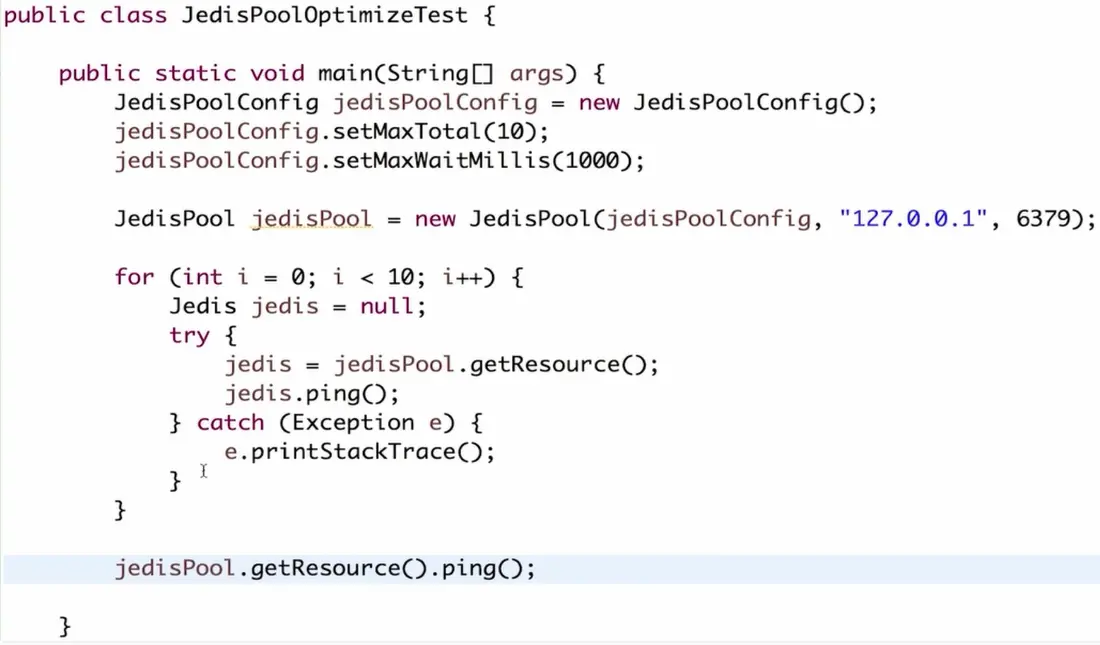 public class JedisPoolOptimizeTest {
public static void main(String[] args) {
JedisPoolConfig jedisPoolConfig = new JedisPoolConfig();
jedisPoolConfig.setMaxTotal(10);
jedisPoolConfig.setMaxWaitMillis(1000);
JedisPool jedisPool = new JedisPool(jedisPoolConfig, "127.0.0.1", 6379);
for (int i = 0; i < 10; i++) {
Jedis jedis = null;
try {
jedis = jedisPool.getResource();
jedis.ping();
} catch (Exception e) {
e.printStackTrace();
}
}
jedisPool.getResource().ping();
}